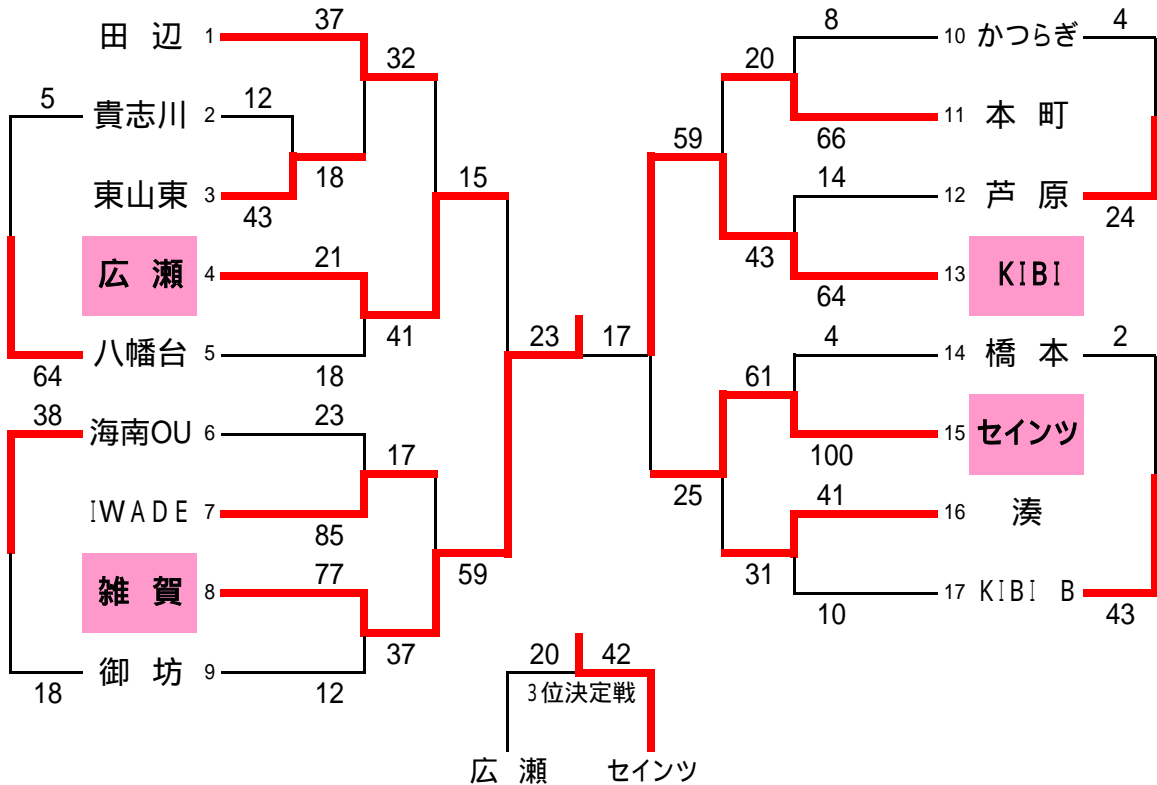 37 8 4
田 辺 1 10 かつらぎ
32 20
5 12
貴志川 2 11 本 町
66
59
18 15 14
東山東 3 12 芦 原
43 24
21 43
広 瀬 4 13 KIBI
64
41 23 17 4 2
八幡台 5 14 橋 本
64 18 61
38 23
海南OU 6 15 セインツ
17 100
25 41
IWADE 7 16 湊
85
77 59 31
雑 賀 8 17 KIBI B
10 43
37 20 42
御 坊 9
18 12 3位決定戦
広 瀬 セインツ